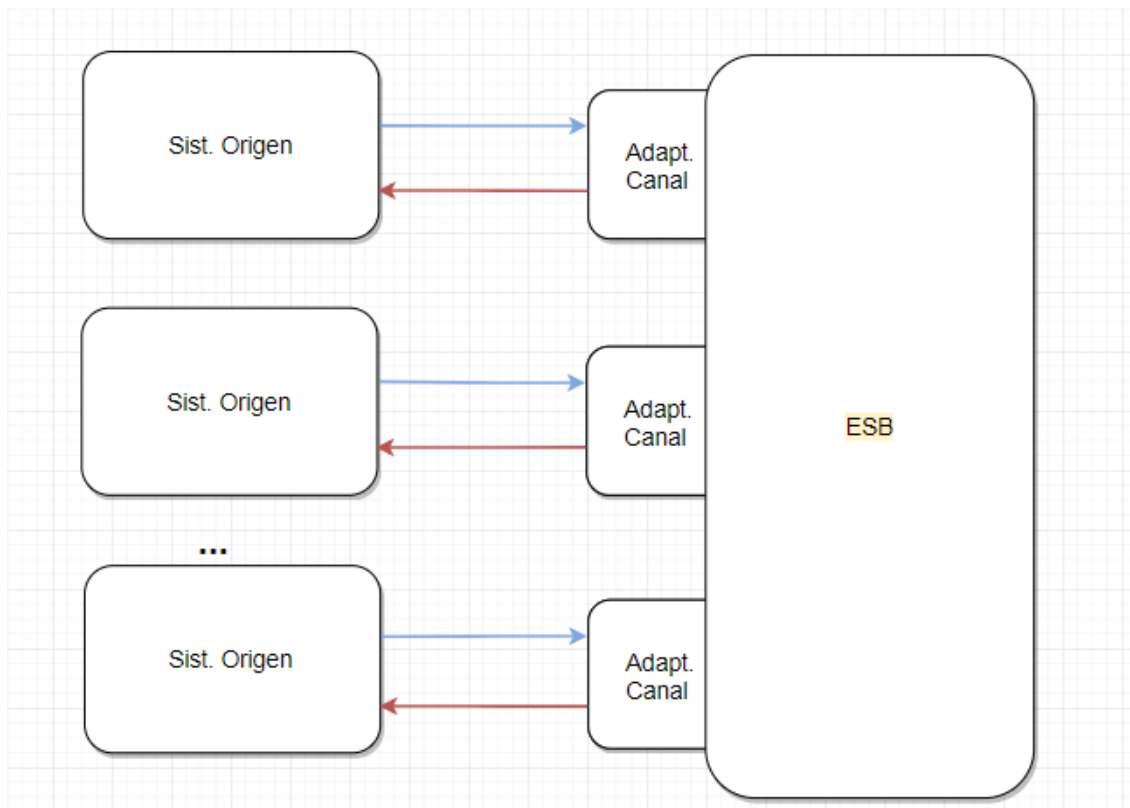 Sist. Origen
Adapt.
Canal
Sist. Origen
Adapt.
Canal
ESB
...
Sist. Origen
Adapt.
Canal